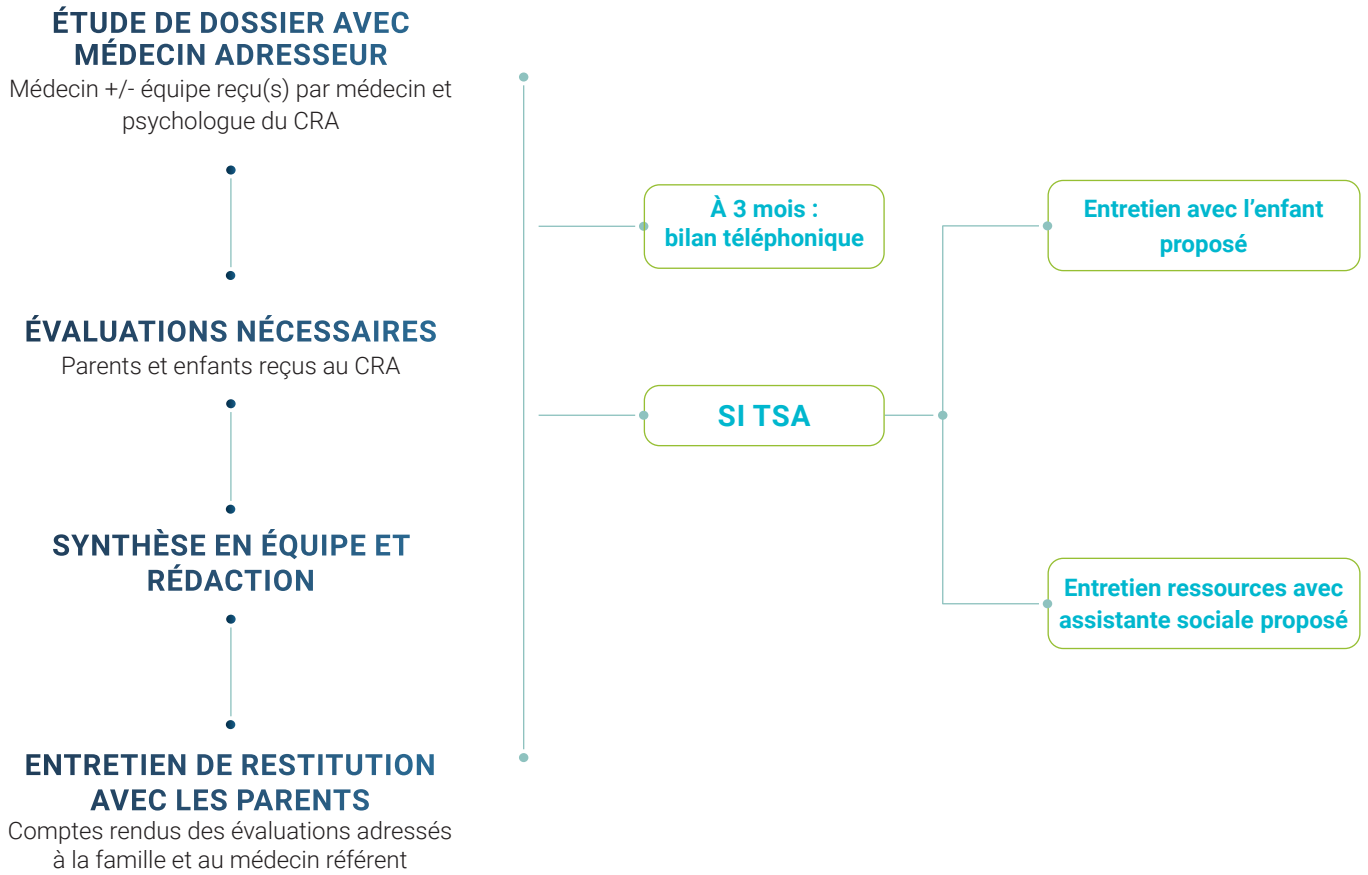 ÉTUDE DE DOSSIER AVEC
MÉDECIN ADRESSEUR
Médecin +/- équipe reçu(s) par médecin et
psychologue du CRA
ÉVALUATIONS NÉCESSAIRES
Parents et enfants reçus au CRA
SYNTHÈSE EN ÉQUIPE ET
RÉDACTION
ENTRETIEN DE RESTITUTION
AVEC LES PARENTS
Comptes rendus des évaluations adressés
à la famille et au médecin référent
À 3 mois :
bilan téléphonique
SI TSA
Entretien avec l’enfant
proposé
Entretien ressources avec
assistante sociale proposé